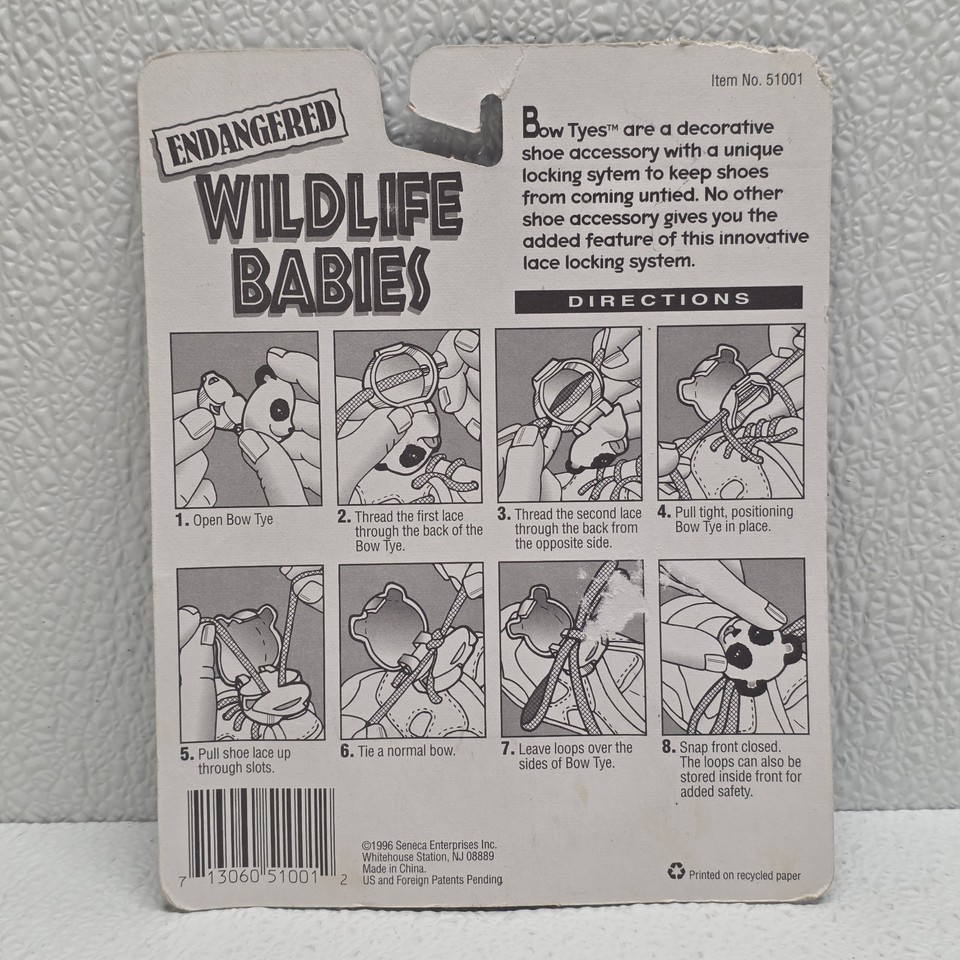 ENDANGERED
WILDLIFE
BABIES
Item No. 51001
Bow Tyes™ are a decorative
shoe accessory with a unique
locking sytem to keep shoes
from coming untied. No other
shoe accessory gives you the
added feature of this innovative
lace locking system.
DIRECTIONS
1. Open Bow Tye
2. Thread the first lace
through the back of the
Bow Tye.
3. Thread the second lace
through the back from
the opposite side.
4. Pull tight, positioning
Bow Tye in place.
5. Pull shoe lace up
through slots.
6. Tie a normal bow.
7. Leave loops over the
sides of Bow Tye.
8. Snap front closed.
The loops can also be
stored inside front for
added safety.
7 13060 51001 2
©1996 Seneca Enterprises Inc.
Whitehouse Station, NJ 08889
Made in China.
US and Foreign Patents Pending
Printed on recycled paper